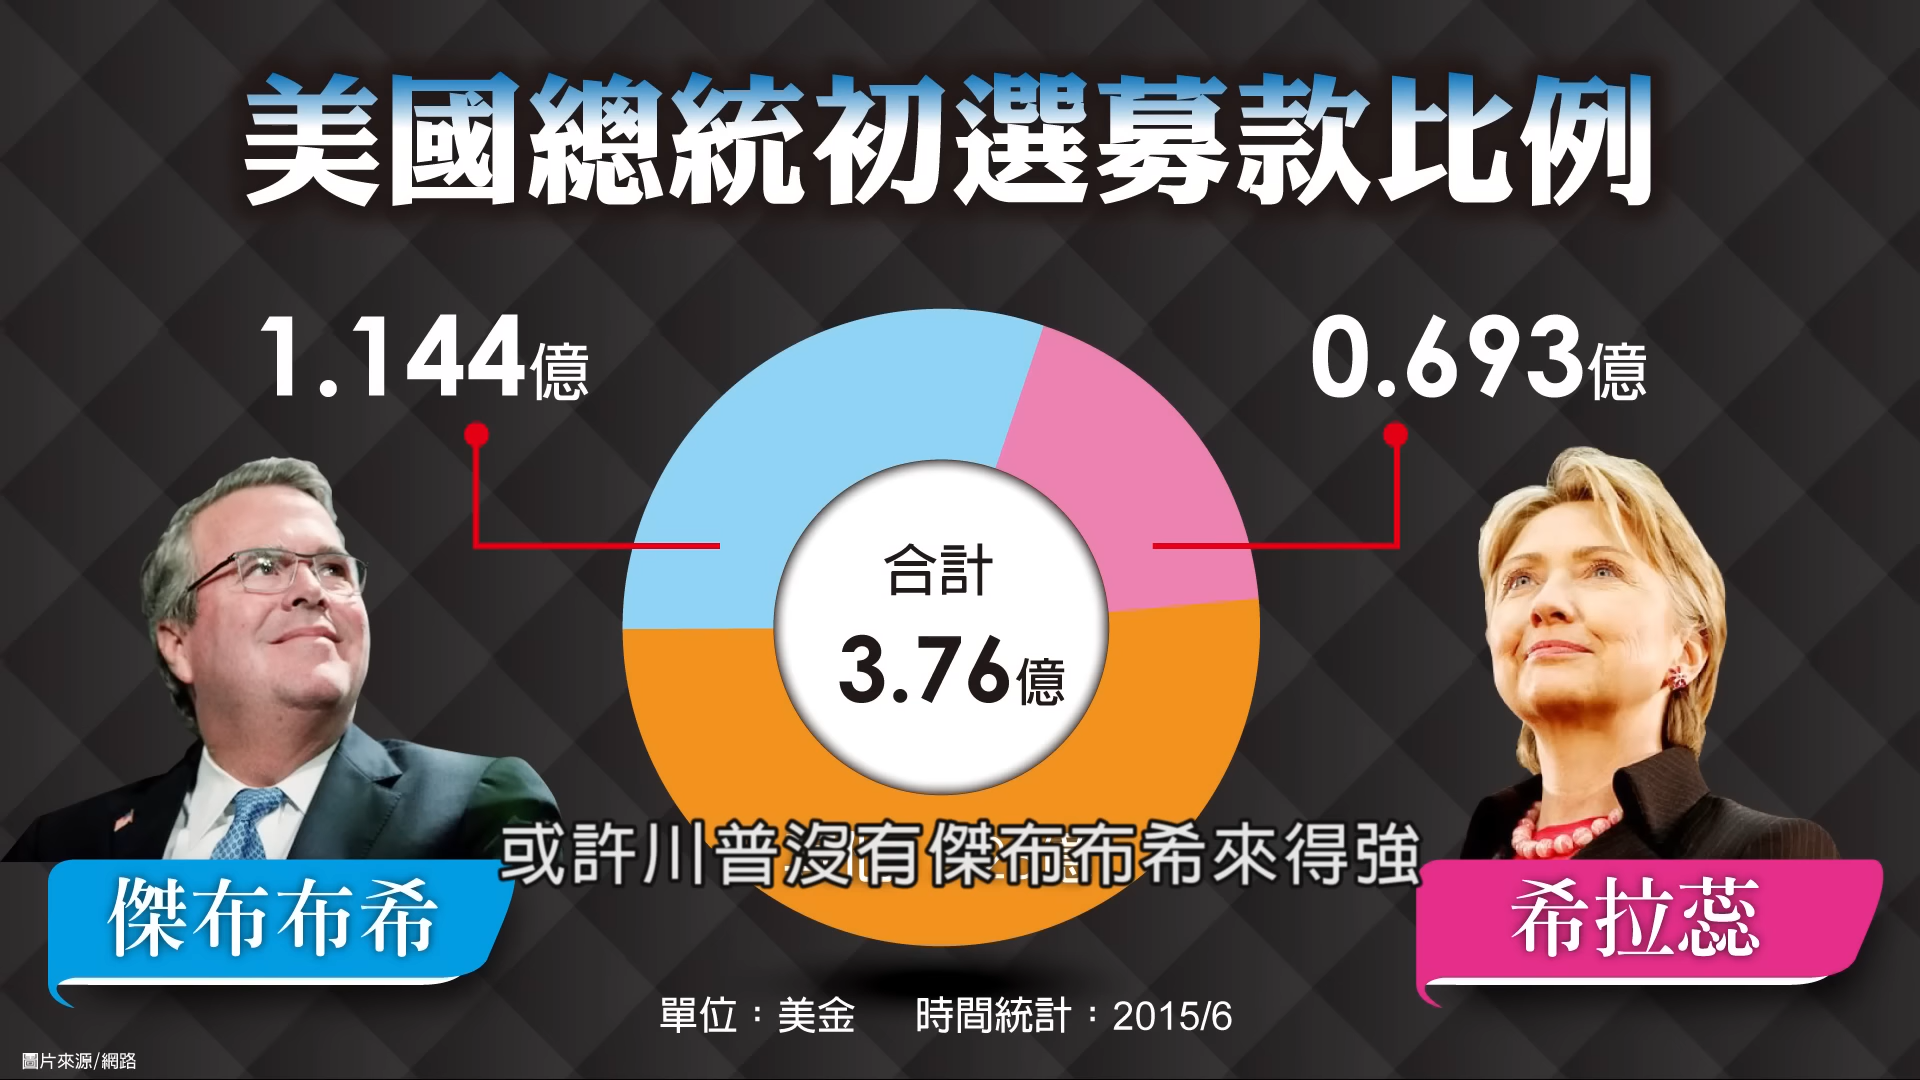 美國總統初選募款比例
1.144億
0.693億
合計
3.76億
或許川普沒有傑布布希來得強
傑布布希
希拉蕊
單位：美金 時間統計：2015/6
圖片來源/網路